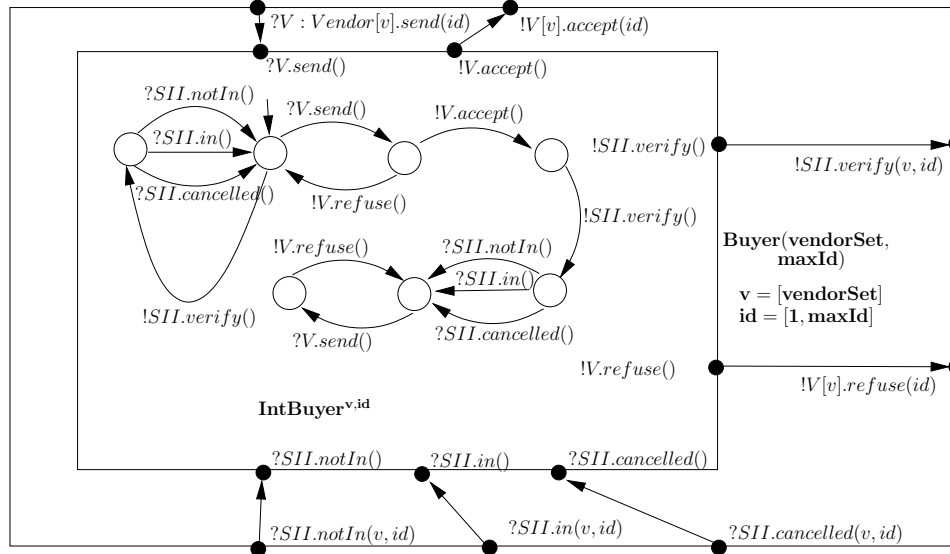 ?V : Vendor[v].send(id)
!V[v].accept(id)
?V.send()
!V.accept()
?SII.notIn()
?V.send()
!V.accept()
?SII.in()
!SII.verify()
!SII.verify(v, id)
?SII.cancelled()
!V.refuse()
!SII.verify()
Buyer(vendorSet,
maxId)
!V.refuse()
?SII.notIn()
?SII.in()
v = [vendorSet]
id = [1, maxId]
!SII.verify()
?V.send()
?SII.cancelled()
!V.refuse()
!V[v].refuse(id)
IntBuyer^v,id
?SII.notIn()
?SII.in()
?SII.cancelled()
?SII.notIn(v, id)
?SII.in(v, id)
?SII.cancelled(v, id)